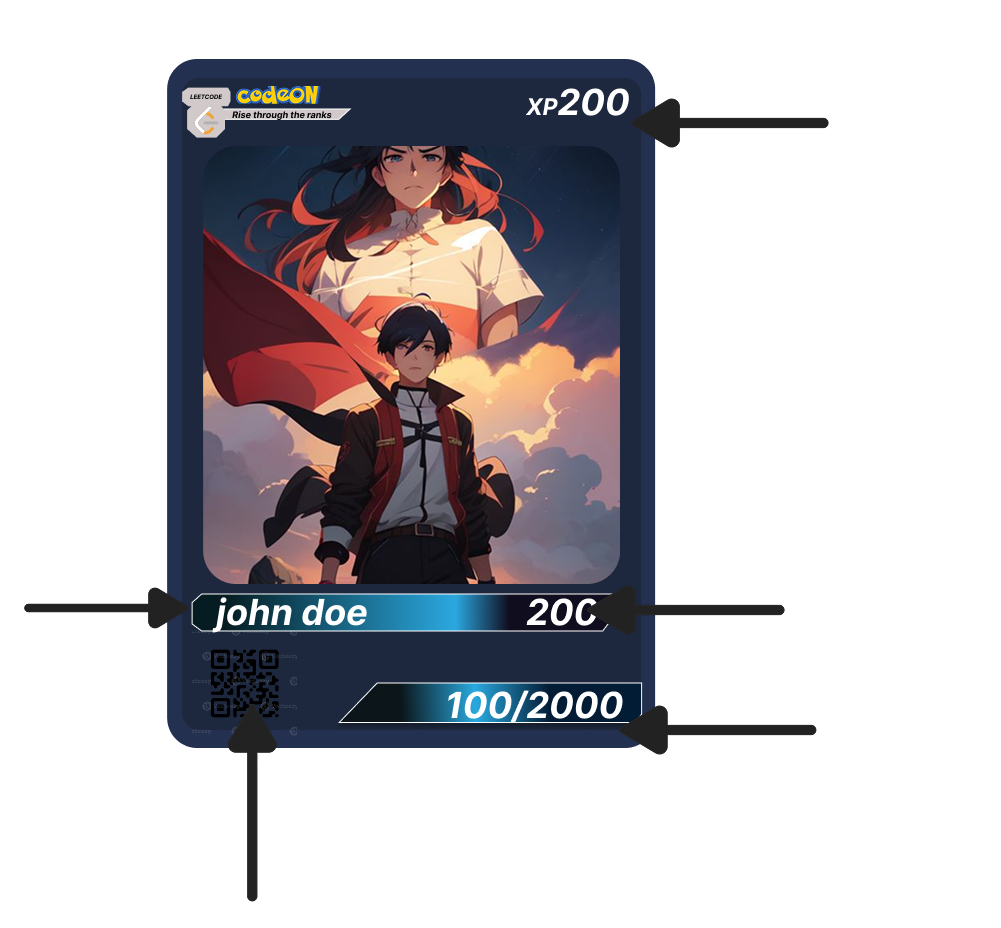 LEETCODE
codeON
Rise through the ranks
XP200
john doe
200
100/2000